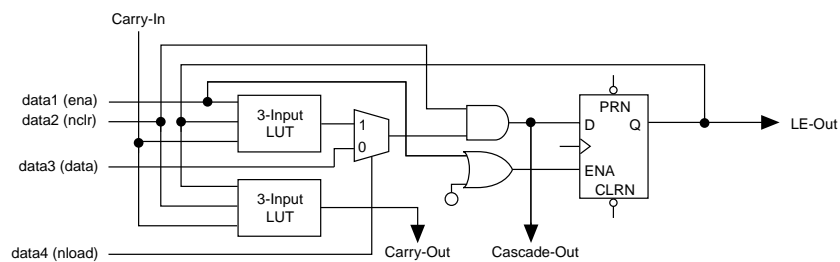 Carry-In
data1 (ena)
data2 (nclr)
3-Input
LUT
1
0
PRN
D
Q
LE-Out
data3 (data)
ENA
CLRN
3-Input
LUT
data4 (nload)
Carry-Out
Cascade-Out